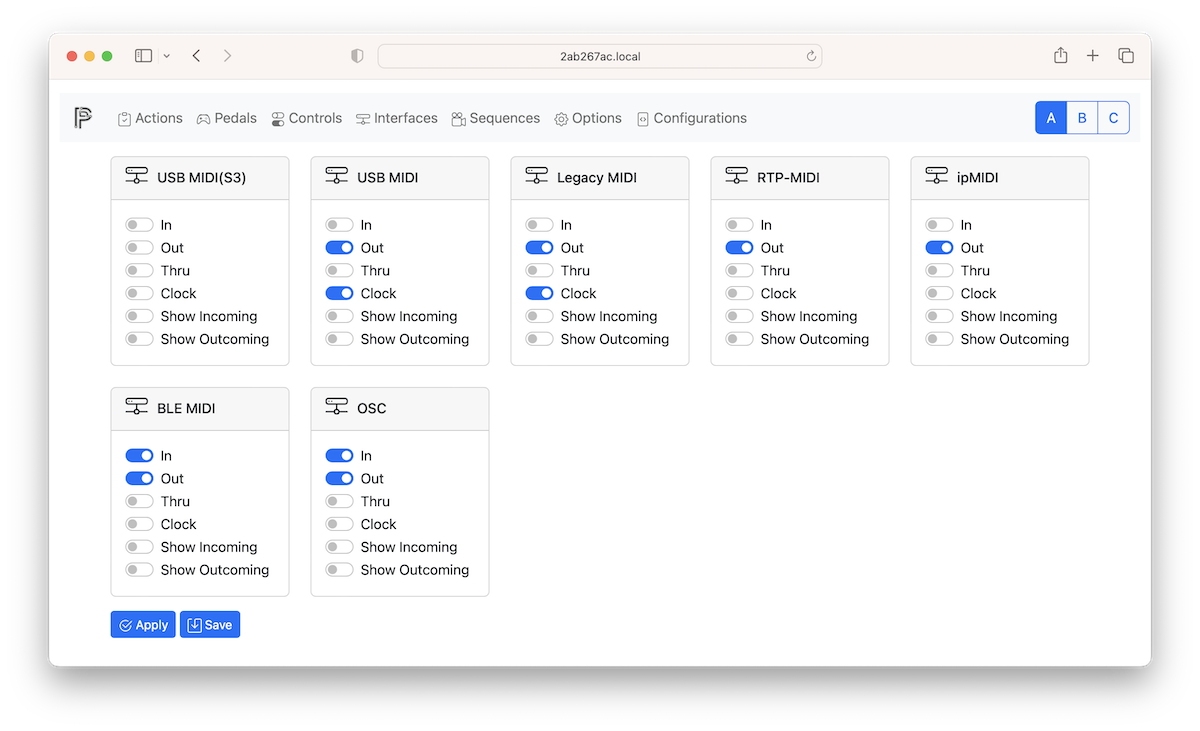 2ab267ac.local
Actions Pedals Controls Interfaces Sequences Options Configurations A B C
USB MIDI(S3)
In
Out
Thru
Clock
Show Incoming
Show Outcoming
USB MIDI
In
Out
Thru
Clock
Show Incoming
Show Outcoming
Legacy MIDI
In
Out
Thru
Clock
Show Incoming
Show Outcoming
RTP-MIDI
In
Out
Thru
Clock
Show Incoming
Show Outcoming
ipMIDI
In
Out
Thru
Clock
Show Incoming
Show Outcoming
BLE MIDI
In
Out
Thru
Clock
Show Incoming
Show Outcoming
OSC
In
Out
Thru
Clock
Show Incoming
Show Outcoming
Apply Save